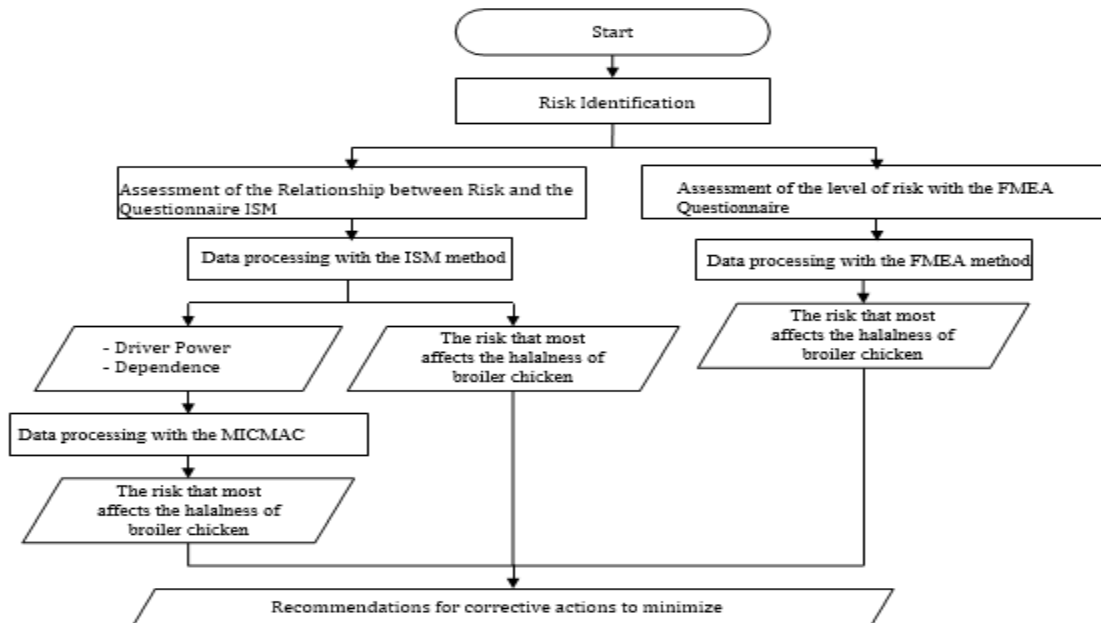 Start
Risk Identification
Assessment of the Relationship between Risk and the
Questionnaire ISM
Assessment of the level of risk with the FMEA
Questionnaire
Data processing with the ISM method
Data processing with the FMEA method
- Driver Power
- Dependence
The risk that most
affects the halalness of
broiler chicken
The risk that most
affects the halalness of
broiler chicken
Data processing with the MICMAC
The risk that most
affects the halalness of
broiler chicken
Recommendations for corrective actions to minimize